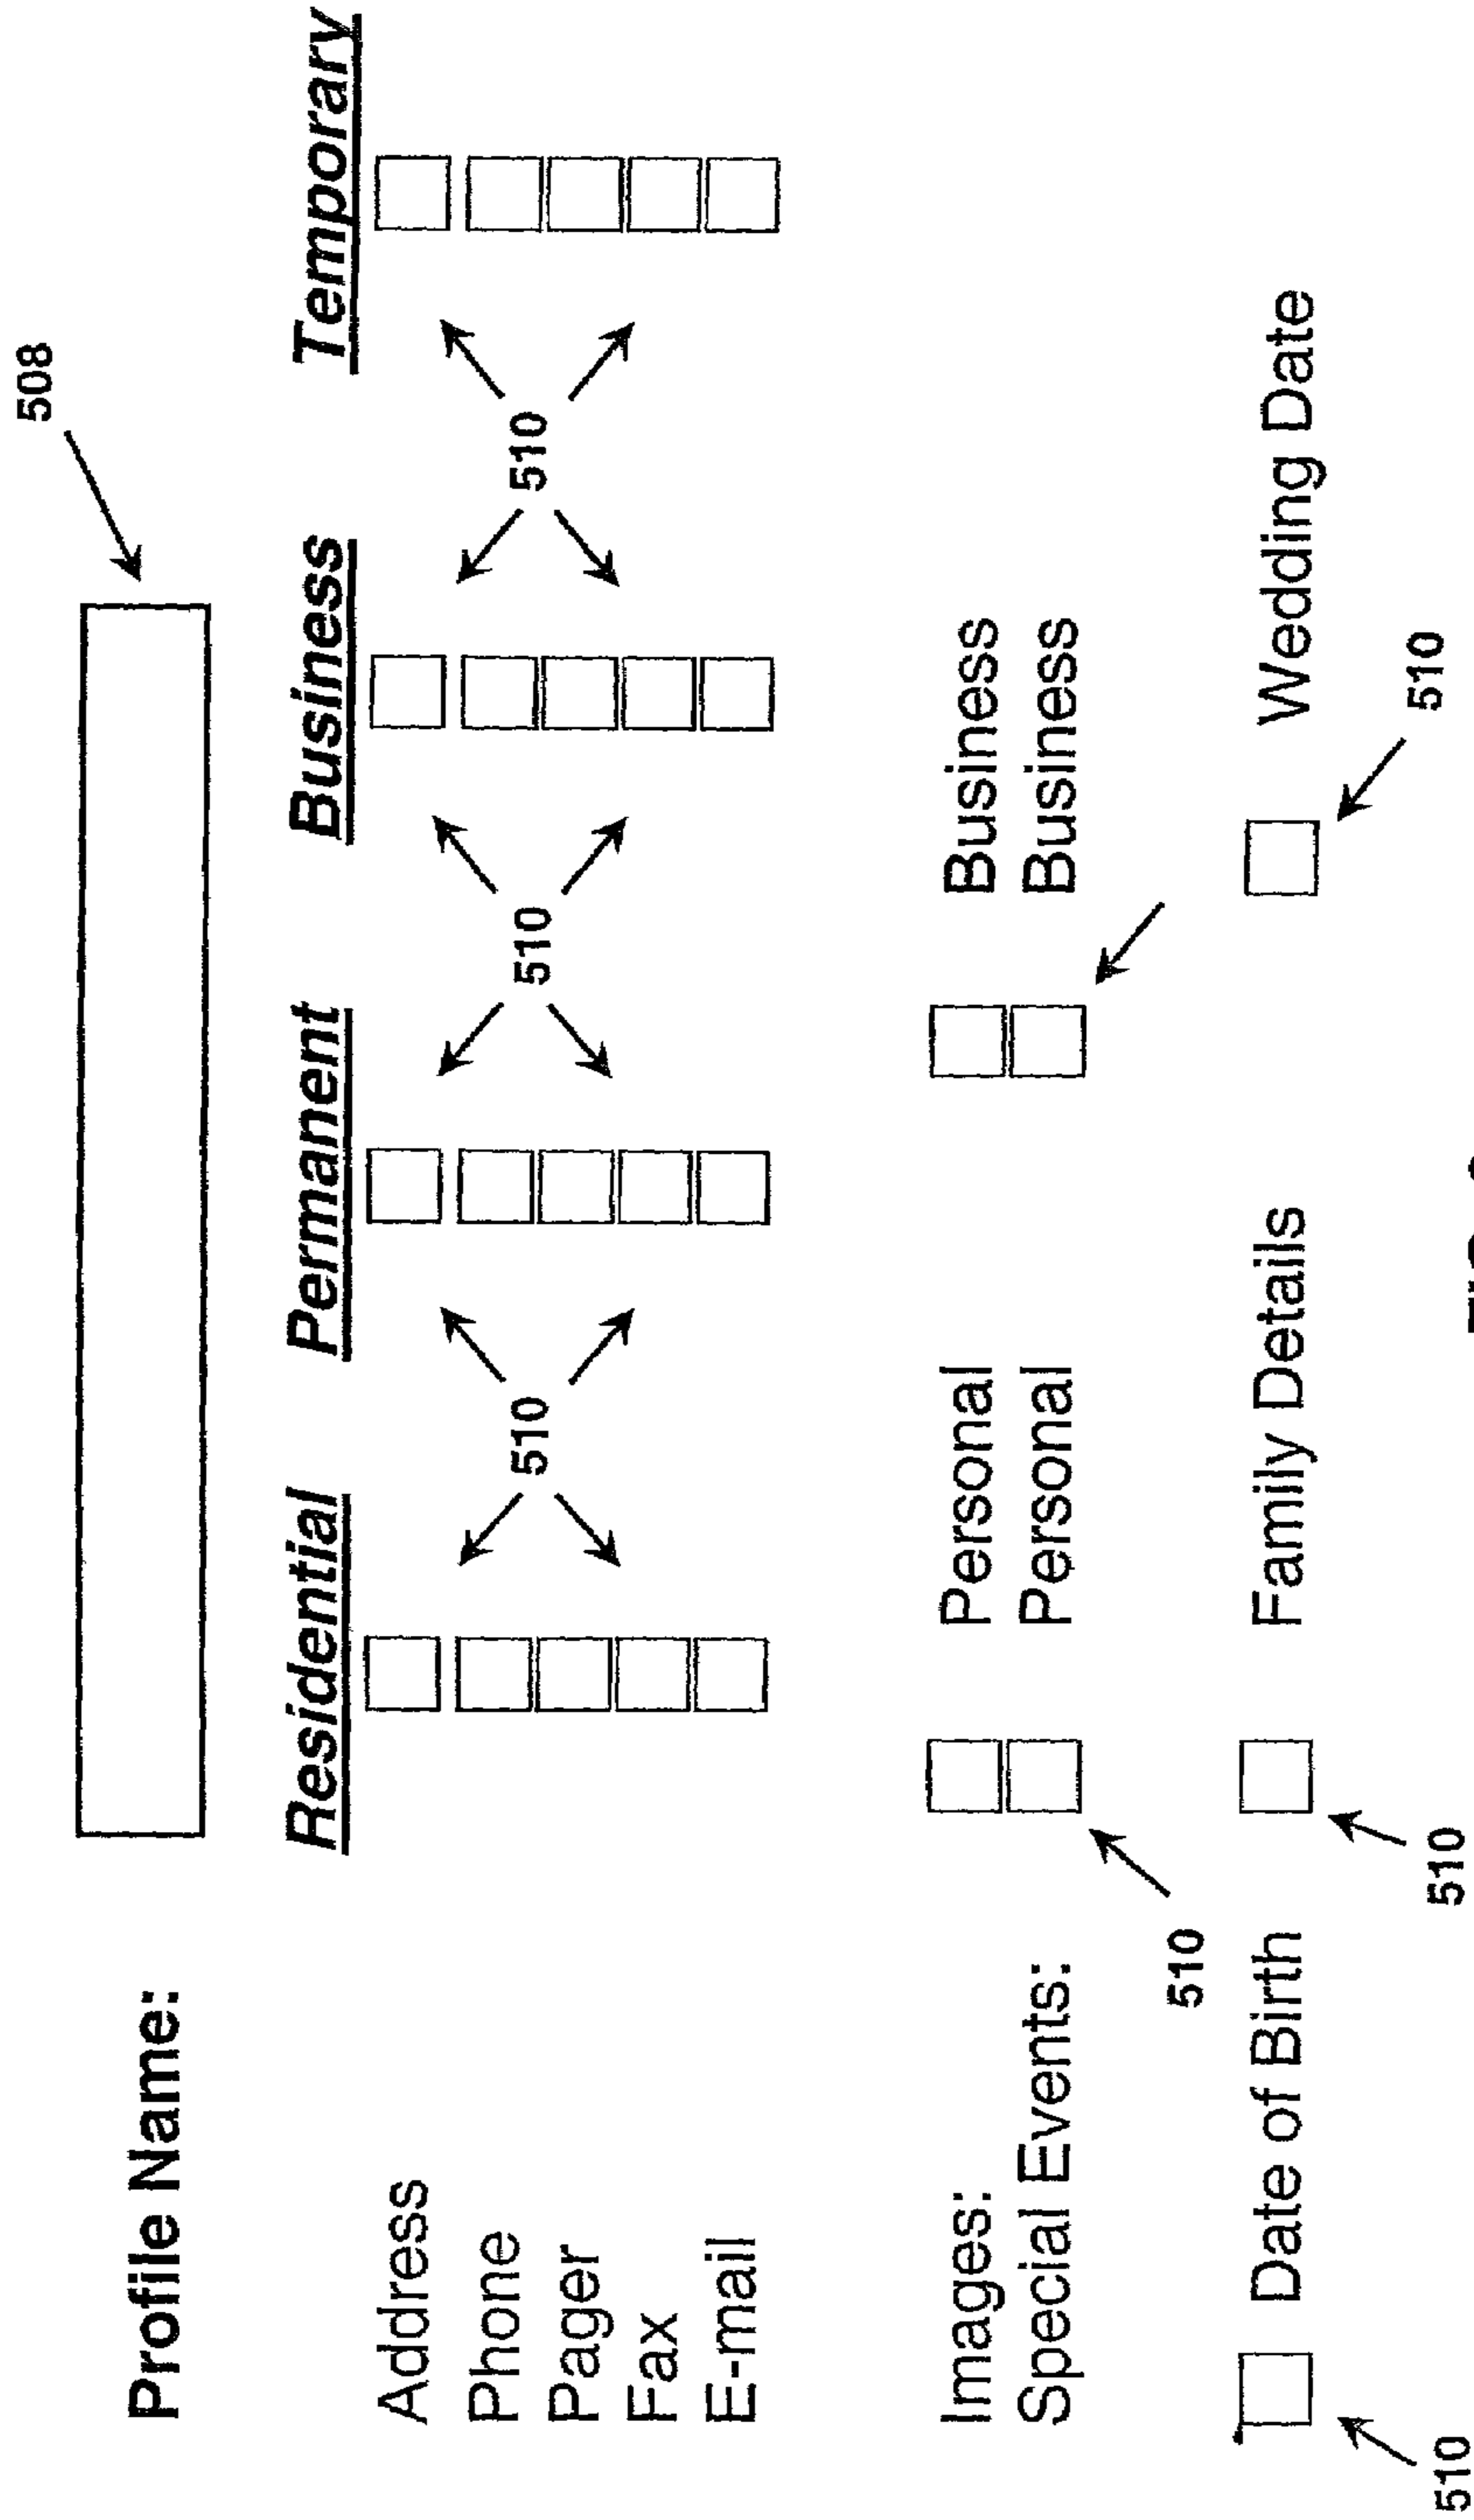 508
Profile Name:
Residential Permanent Business Temporary
Address
Phone
510 510 510
Pager
Fax
E-mail
Images: Personal Business
Special Events: Personal Business
510
Date of Birth Family Details Wedding Date
510 510 510